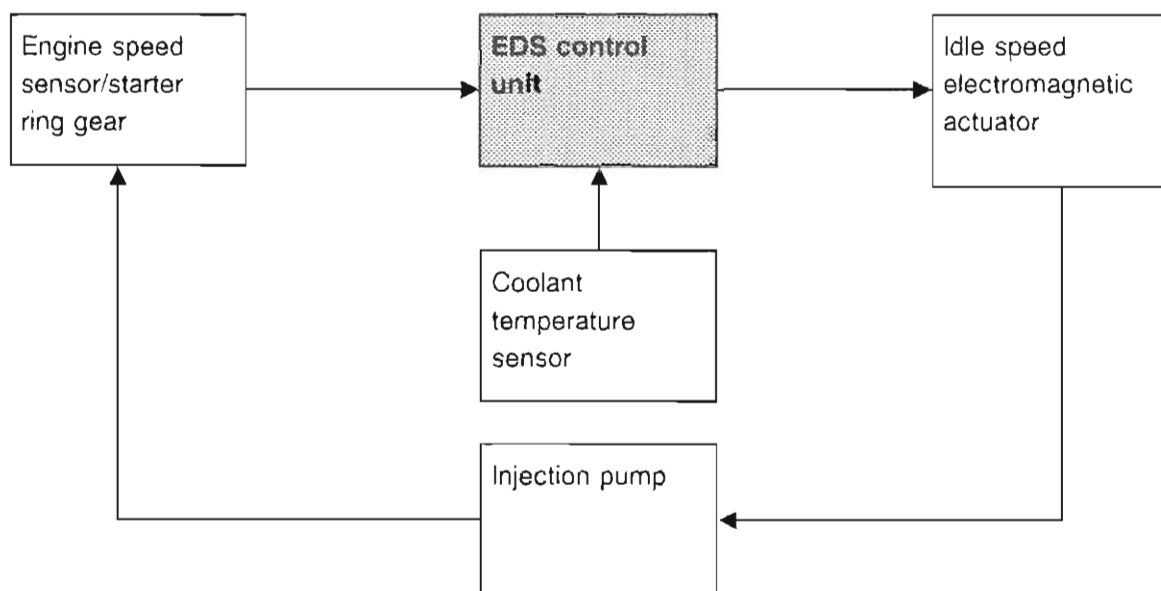 Engine speed
sensor/starter
ring gear
EDS control
unit
Idle speed
electromagnetic
actuator
Coolant
temperature
sensor
Injection pump